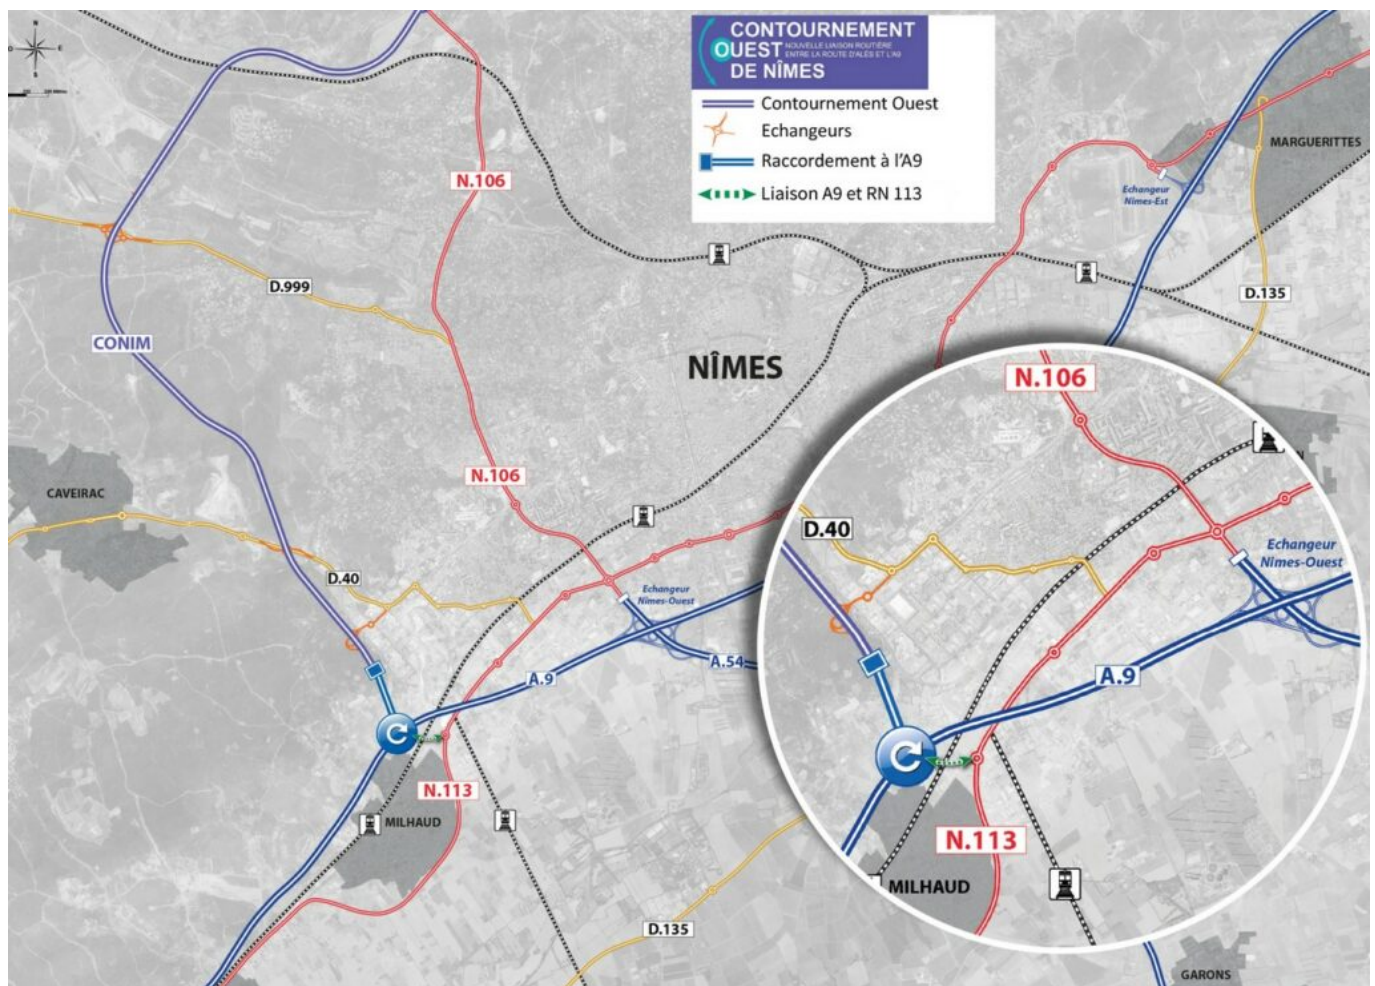 N
E
S
CONTOURNEMENT
OUEST
NOUVELLE LIAISON ROUTIÈRE
ENTRE LA ROUTE D'ALÈS ET L'A9
DE NÎMES
Contournement Ouest
Echangeurs
Raccordement à l'A9
Liaison A9 et RN 113
MARGUERITTES
N.106
Echangeur
Nîmes-Est
D.999
D.135
CONIM
NÎMES
N.106
N.106
CAVEIRAC
D.40
D.40
Echangeur
Nîmes-Ouest
Echangeur
Nîmes-Ouest
A.9
A.54
A.9
N.113
MILHAUD
N.113
MILHAUD
D.135
GARONS